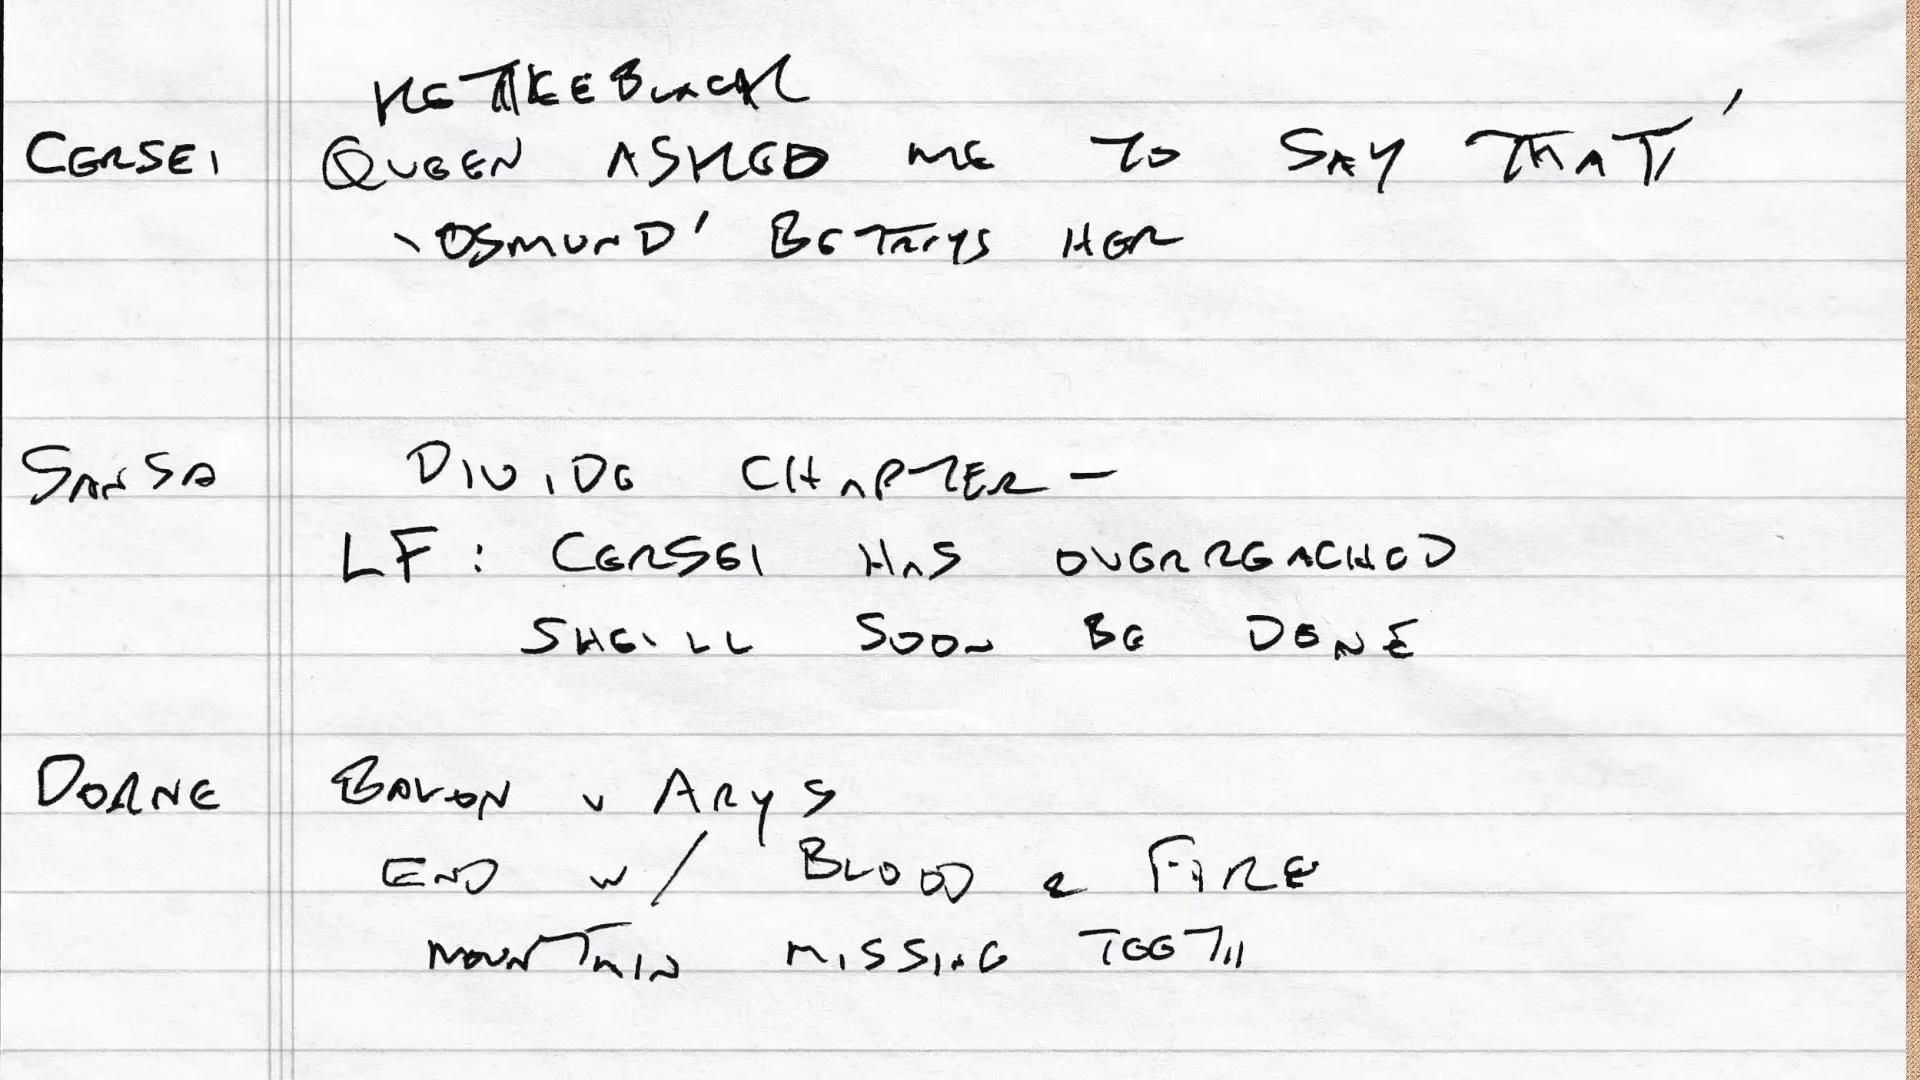 KETTLEBLACK
CERSEI QUEEN ASKED ME TO SAY THAT'
'OSMUND' BETRYS HER
SANSA DIVIDE CHAPTER –
LF: CERSEI HAS OVERREACHED
SHE'LL SOON BE DONE
DORNE BALON v ARYS
END w/ BLOOD & FIRE
MOUNTAIN MISSING TEETH